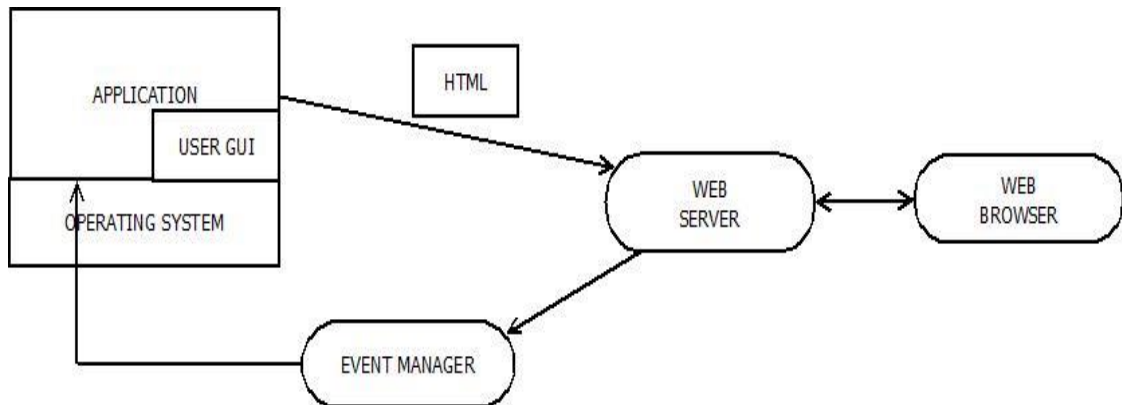 HTML
APPLICATION
USER GUI
OPERATING SYSTEM
WEB
SERVER
WEB
BROWSER
EVENT MANAGER